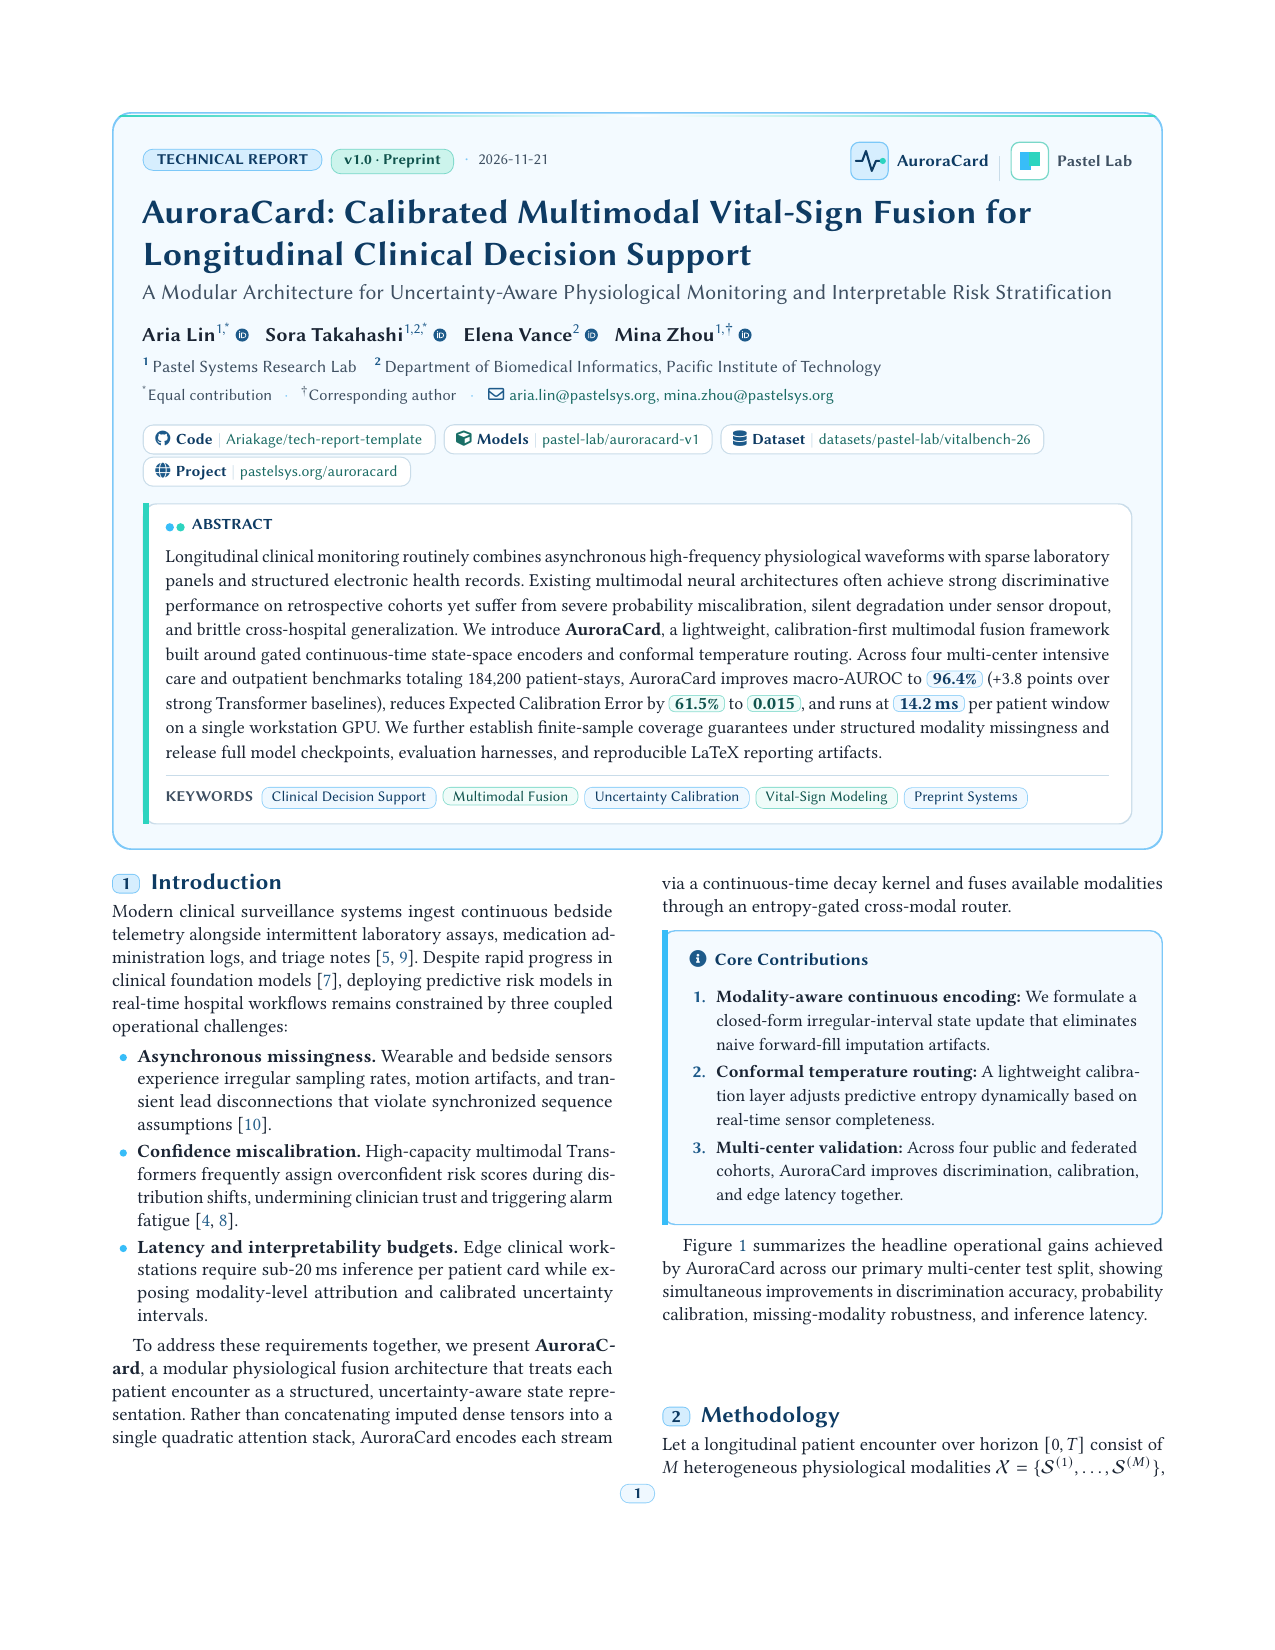 TECHNICAL REPORT v1.0 · Preprint · 2026-11-21
AuroraCard Pastel Lab
AuroraCard: Calibrated Multimodal Vital-Sign Fusion for
Longitudinal Clinical Decision Support
A Modular Architecture for Uncertainty-Aware Physiological Monitoring and Interpretable Risk Stratification
Aria Lin1,* Sora Takahashi1,2,* Elena Vance2 Mina Zhou1,†
1 Pastel Systems Research Lab 2 Department of Biomedical Informatics, Pacific Institute of Technology
*Equal contribution · †Corresponding author · aria.lin@pastelsys.org, mina.zhou@pastelsys.org
Code | Ariakage/tech-report-template Models | pastel-lab/auroracard-v1 Dataset | datasets/pastel-lab/vitalbench-26
Project | pastelsys.org/auroracard
ABSTRACT
Longitudinal clinical monitoring routinely combines asynchronous high-frequency physiological waveforms with sparse laboratory
panels and structured electronic health records. Existing multimodal neural architectures often achieve strong discriminative
performance on retrospective cohorts yet suffer from severe probability miscalibration, silent degradation under sensor dropout,
and brittle cross-hospital generalization. We introduce AuroraCard, a lightweight, calibration-first multimodal fusion framework
built around gated continuous-time state-space encoders and conformal temperature routing. Across four multi-center intensive
care and outpatient benchmarks totaling 184,200 patient-stays, AuroraCard improves macro-AUROC to 96.4% (+3.8 points over
strong Transformer baselines), reduces Expected Calibration Error by 61.5% to 0.015, and runs at 14.2 ms per patient window
on a single workstation GPU. We further establish finite-sample coverage guarantees under structured modality missingness and
release full model checkpoints, evaluation harnesses, and reproducible LaTeX reporting artifacts.
KEYWORDS Clinical Decision Support Multimodal Fusion Uncertainty Calibration Vital-Sign Modeling Preprint Systems
1 Introduction
Modern clinical surveillance systems ingest continuous bedside
telemetry alongside intermittent laboratory assays, medication ad-
ministration logs, and triage notes [5, 9]. Despite rapid progress in
clinical foundation models [7], deploying predictive risk models in
real-time hospital workflows remains constrained by three coupled
operational challenges:
• Asynchronous missingness. Wearable and bedside sensors
experience irregular sampling rates, motion artifacts, and tran-
sient lead disconnections that violate synchronized sequence
assumptions [10].
• Confidence miscalibration. High-capacity multimodal Trans-
formers frequently assign overconfident risk scores during dis-
tribution shifts, undermining clinician trust and triggering alarm
fatigue [4, 8].
• Latency and interpretability budgets. Edge clinical work-
stations require sub-20 ms inference per patient card while ex-
posing modality-level attribution and calibrated uncertainty
intervals.
To address these requirements together, we present AuroraC-
ard, a modular physiological fusion architecture that treats each
patient encounter as a structured, uncertainty-aware state repre-
sentation. Rather than concatenating imputed dense tensors into a
single quadratic attention stack, AuroraCard encodes each stream
via a continuous-time decay kernel and fuses available modalities
through an entropy-gated cross-modal router.
Core Contributions
1. Modality-aware continuous encoding: We formulate a
closed-form irregular-interval state update that eliminates
naive forward-fill imputation artifacts.
2. Conformal temperature routing: A lightweight calibra-
tion layer adjusts predictive entropy dynamically based on
real-time sensor completeness.
3. Multi-center validation: Across four public and federated
cohorts, AuroraCard improves discrimination, calibration,
and edge latency together.
Figure 1 summarizes the headline operational gains achieved
by AuroraCard across our primary multi-center test split, showing
simultaneous improvements in discrimination accuracy, probability
calibration, missing-modality robustness, and inference latency.
2 Methodology
Let a longitudinal patient encounter over horizon [0, T] consist of
M heterogeneous physiological modalities 𝒳 = {𝒮(1), . . . , 𝒮(M)},
1